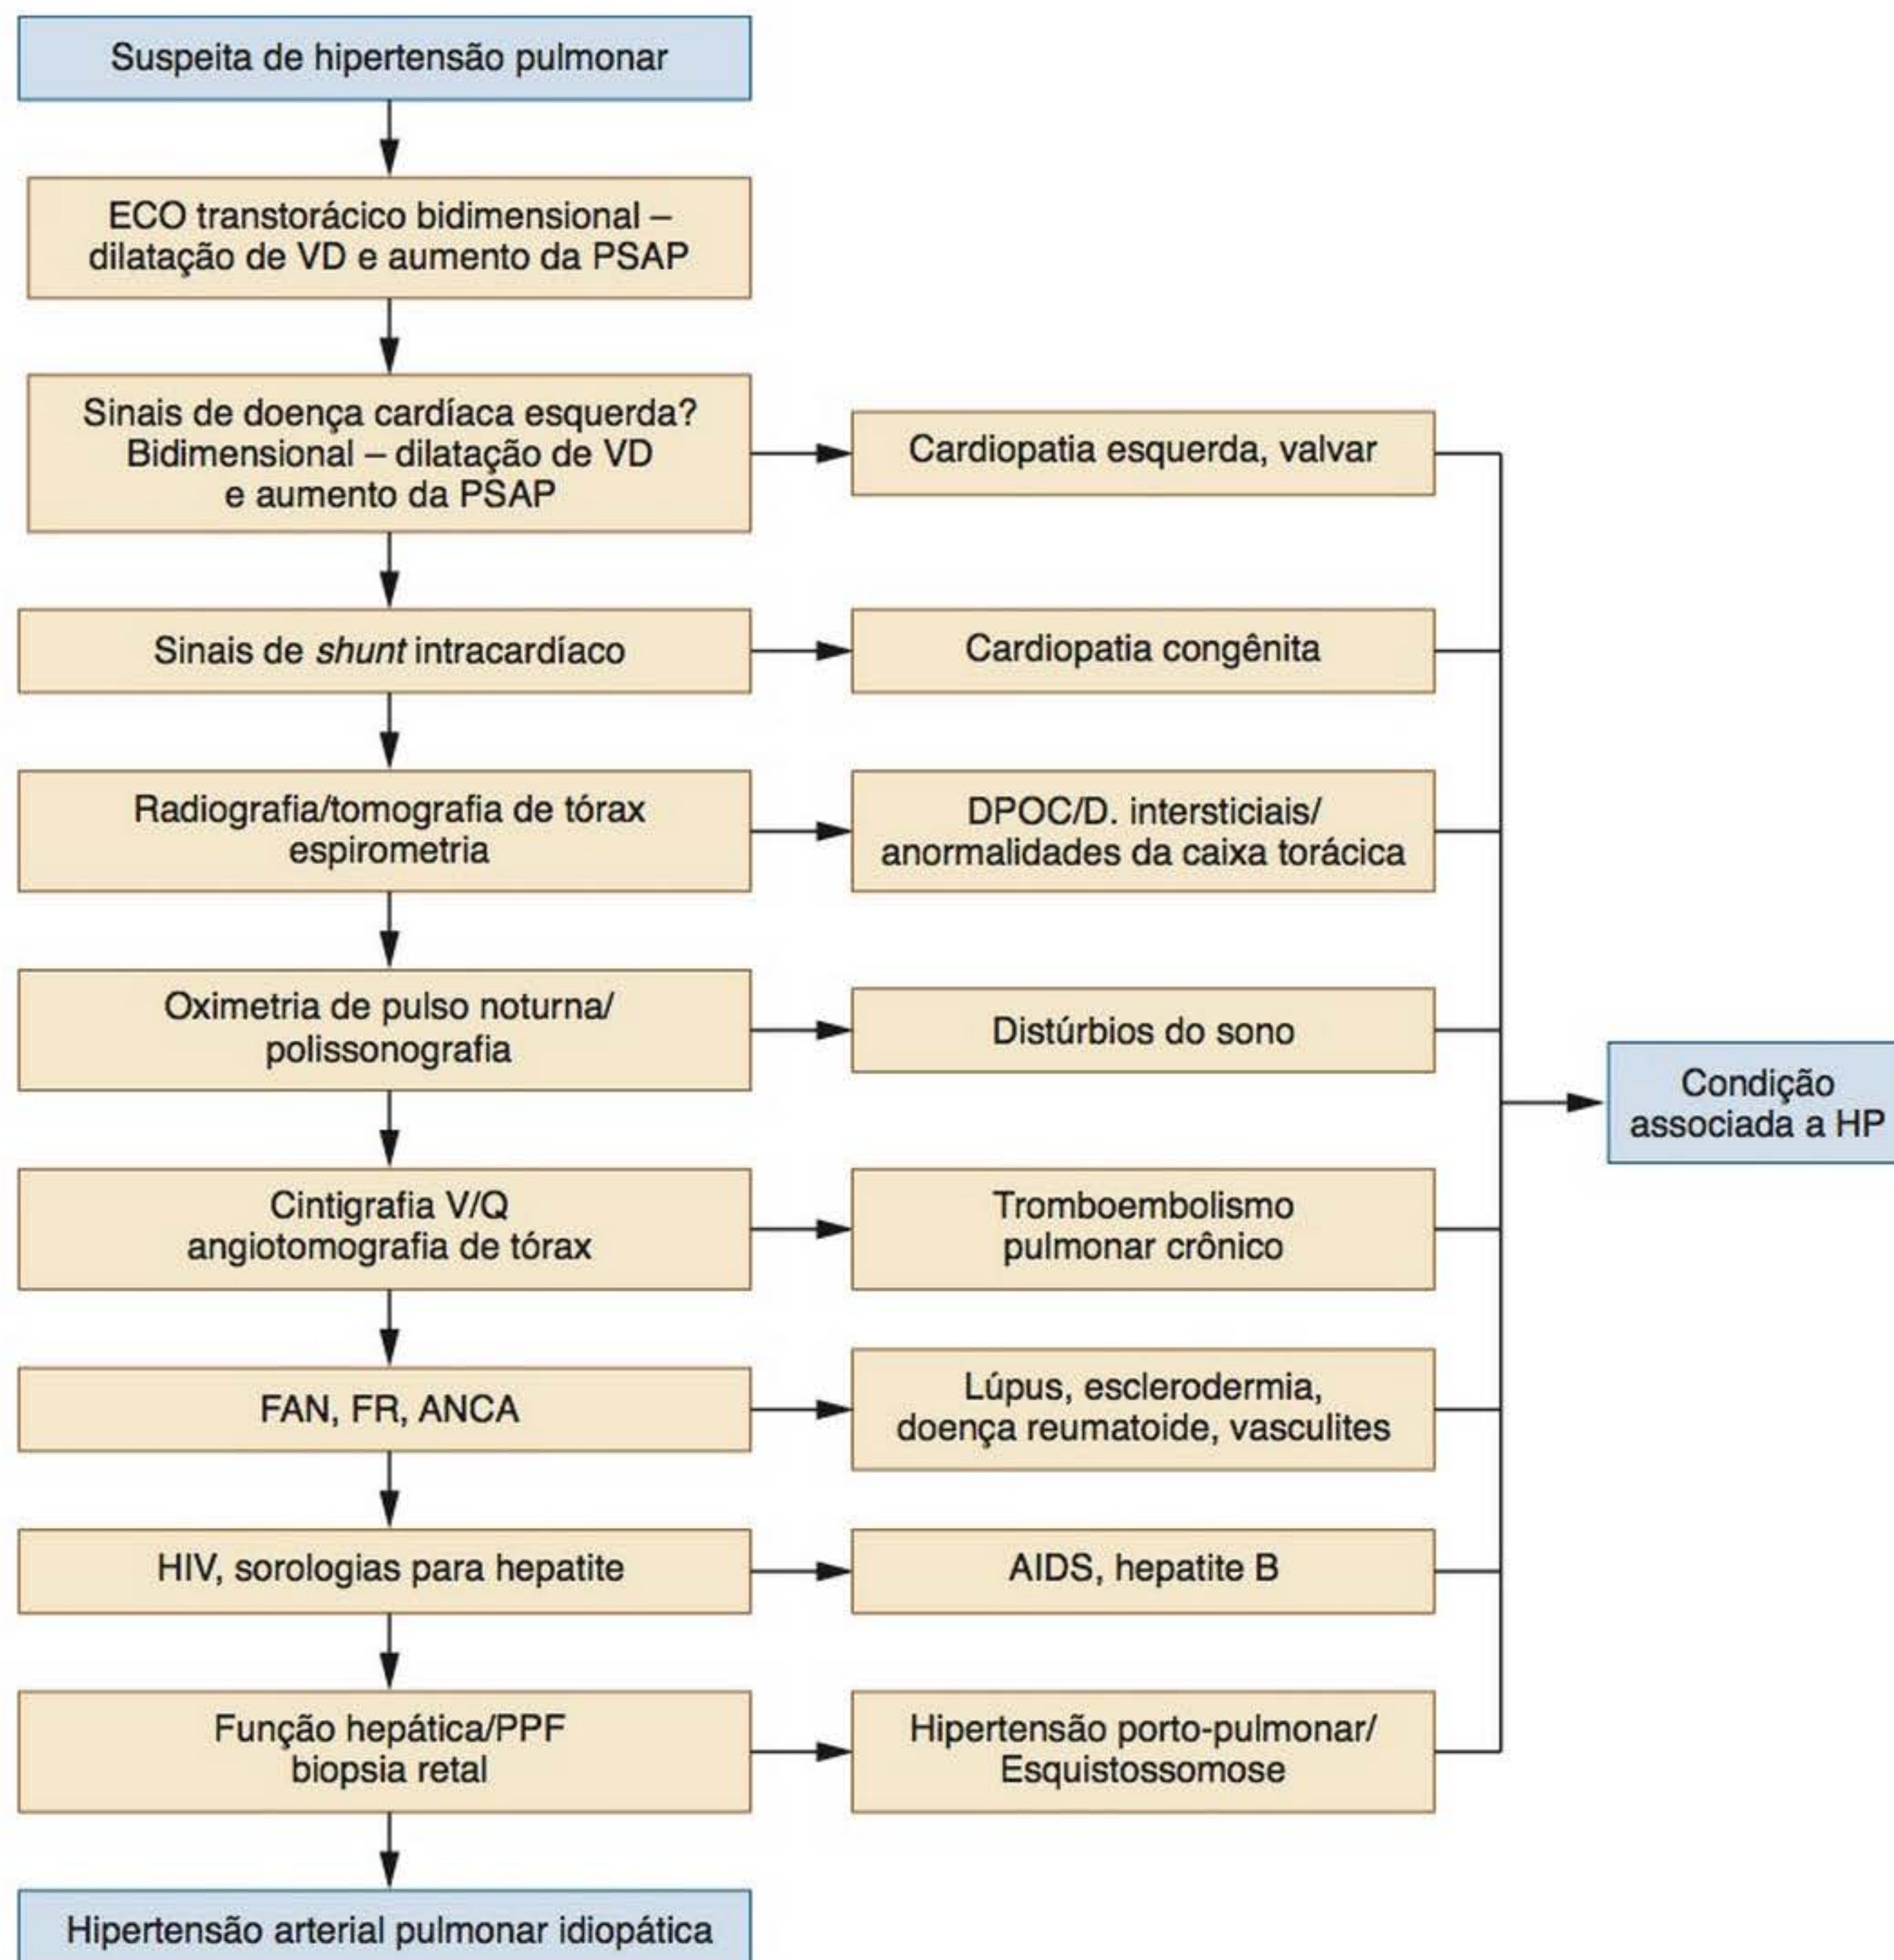 Suspeita de hipertensão pulmonar
ECO transtorácico bidimensional –
dilatação de VD e aumento da PSAP
Sinais de doença cardíaca esquerda?
Bidimensional – dilatação de VD
e aumento da PSAP
Cardiopatia esquerda, valvar
Sinais de shunt intracardíaco
Cardiopatia congênita
Radiografia/tomografia de tórax
espirometria
DPOC/D. intersticiais/
anormalidades da caixa torácica
Oximetria de pulso noturna/
polissonografia
Distúrbios do sono
Condição
associada a HP
Cintigrafia V/Q
angiotomografia de tórax
Tromboembolismo
pulmonar crônico
FAN, FR, ANCA
Lúpus, esclerodermia,
doença reumatoide, vasculites
HIV, sorologias para hepatite
AIDS, hepatite B
Função hepática/PPF
biopsia retal
Hipertensão porto-pulmonar/
Esquistossomose
Hipertensão arterial pulmonar idiopática